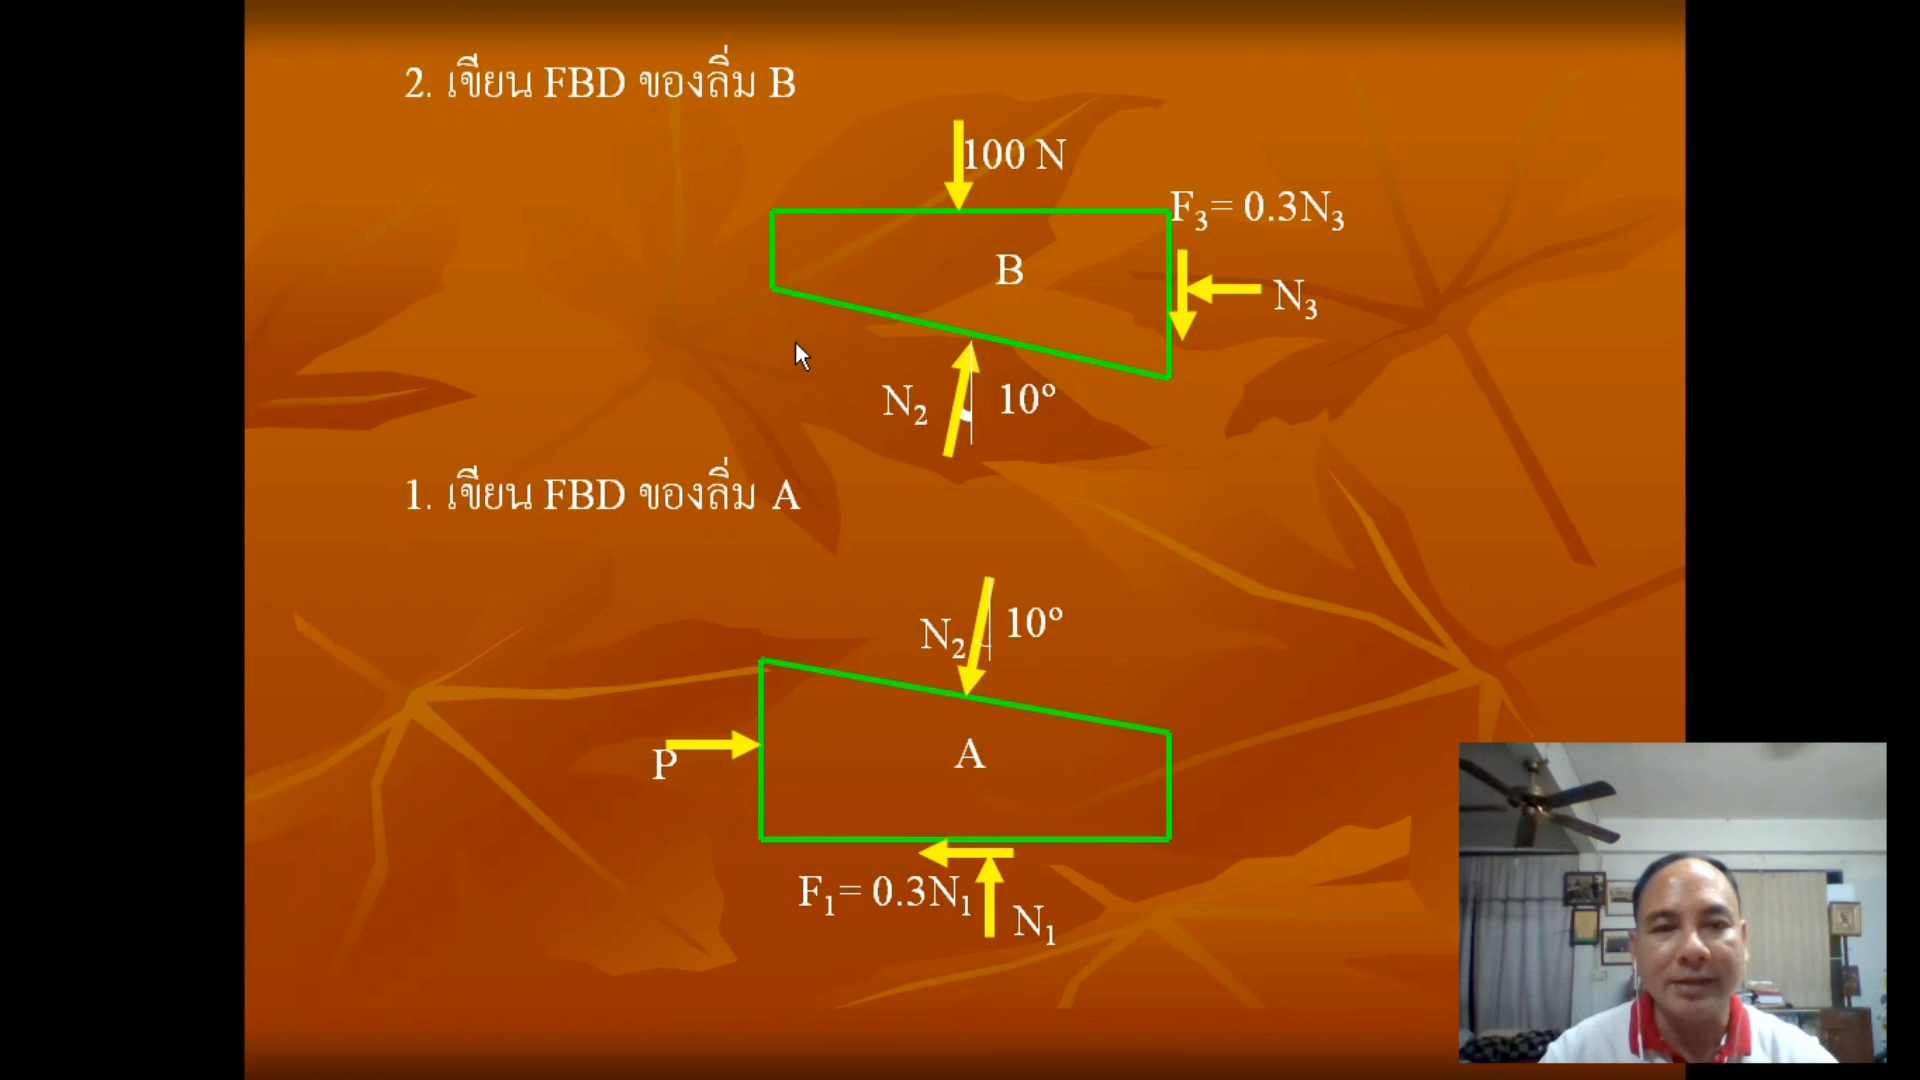 2. เขียน FBD ของลิ่ม B
100 N
F₃= 0.3N₃
B
N₃
N₂
10°
1. เขียน FBD ของลิ่ม A
N₂
10°
P
A
F₁= 0.3N₁
N₁